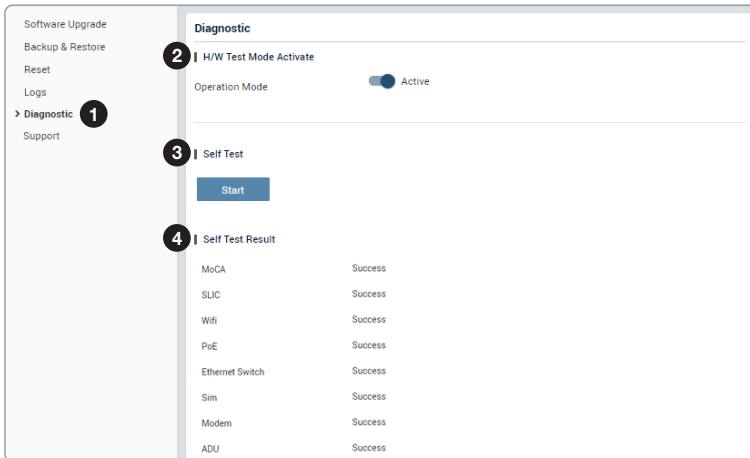 Software Upgrade
Backup & Restore
Reset
Logs
> Diagnostic 1
Support
Diagnostic
2 H/W Test Mode Activate
Operation Mode Active
3 Self Test
Start
4 Self Test Result
MoCA Success
SLIC Success
Wifi Success
PoE Success
Ethernet Switch Success
Sim Success
Modem Success
ADU Success